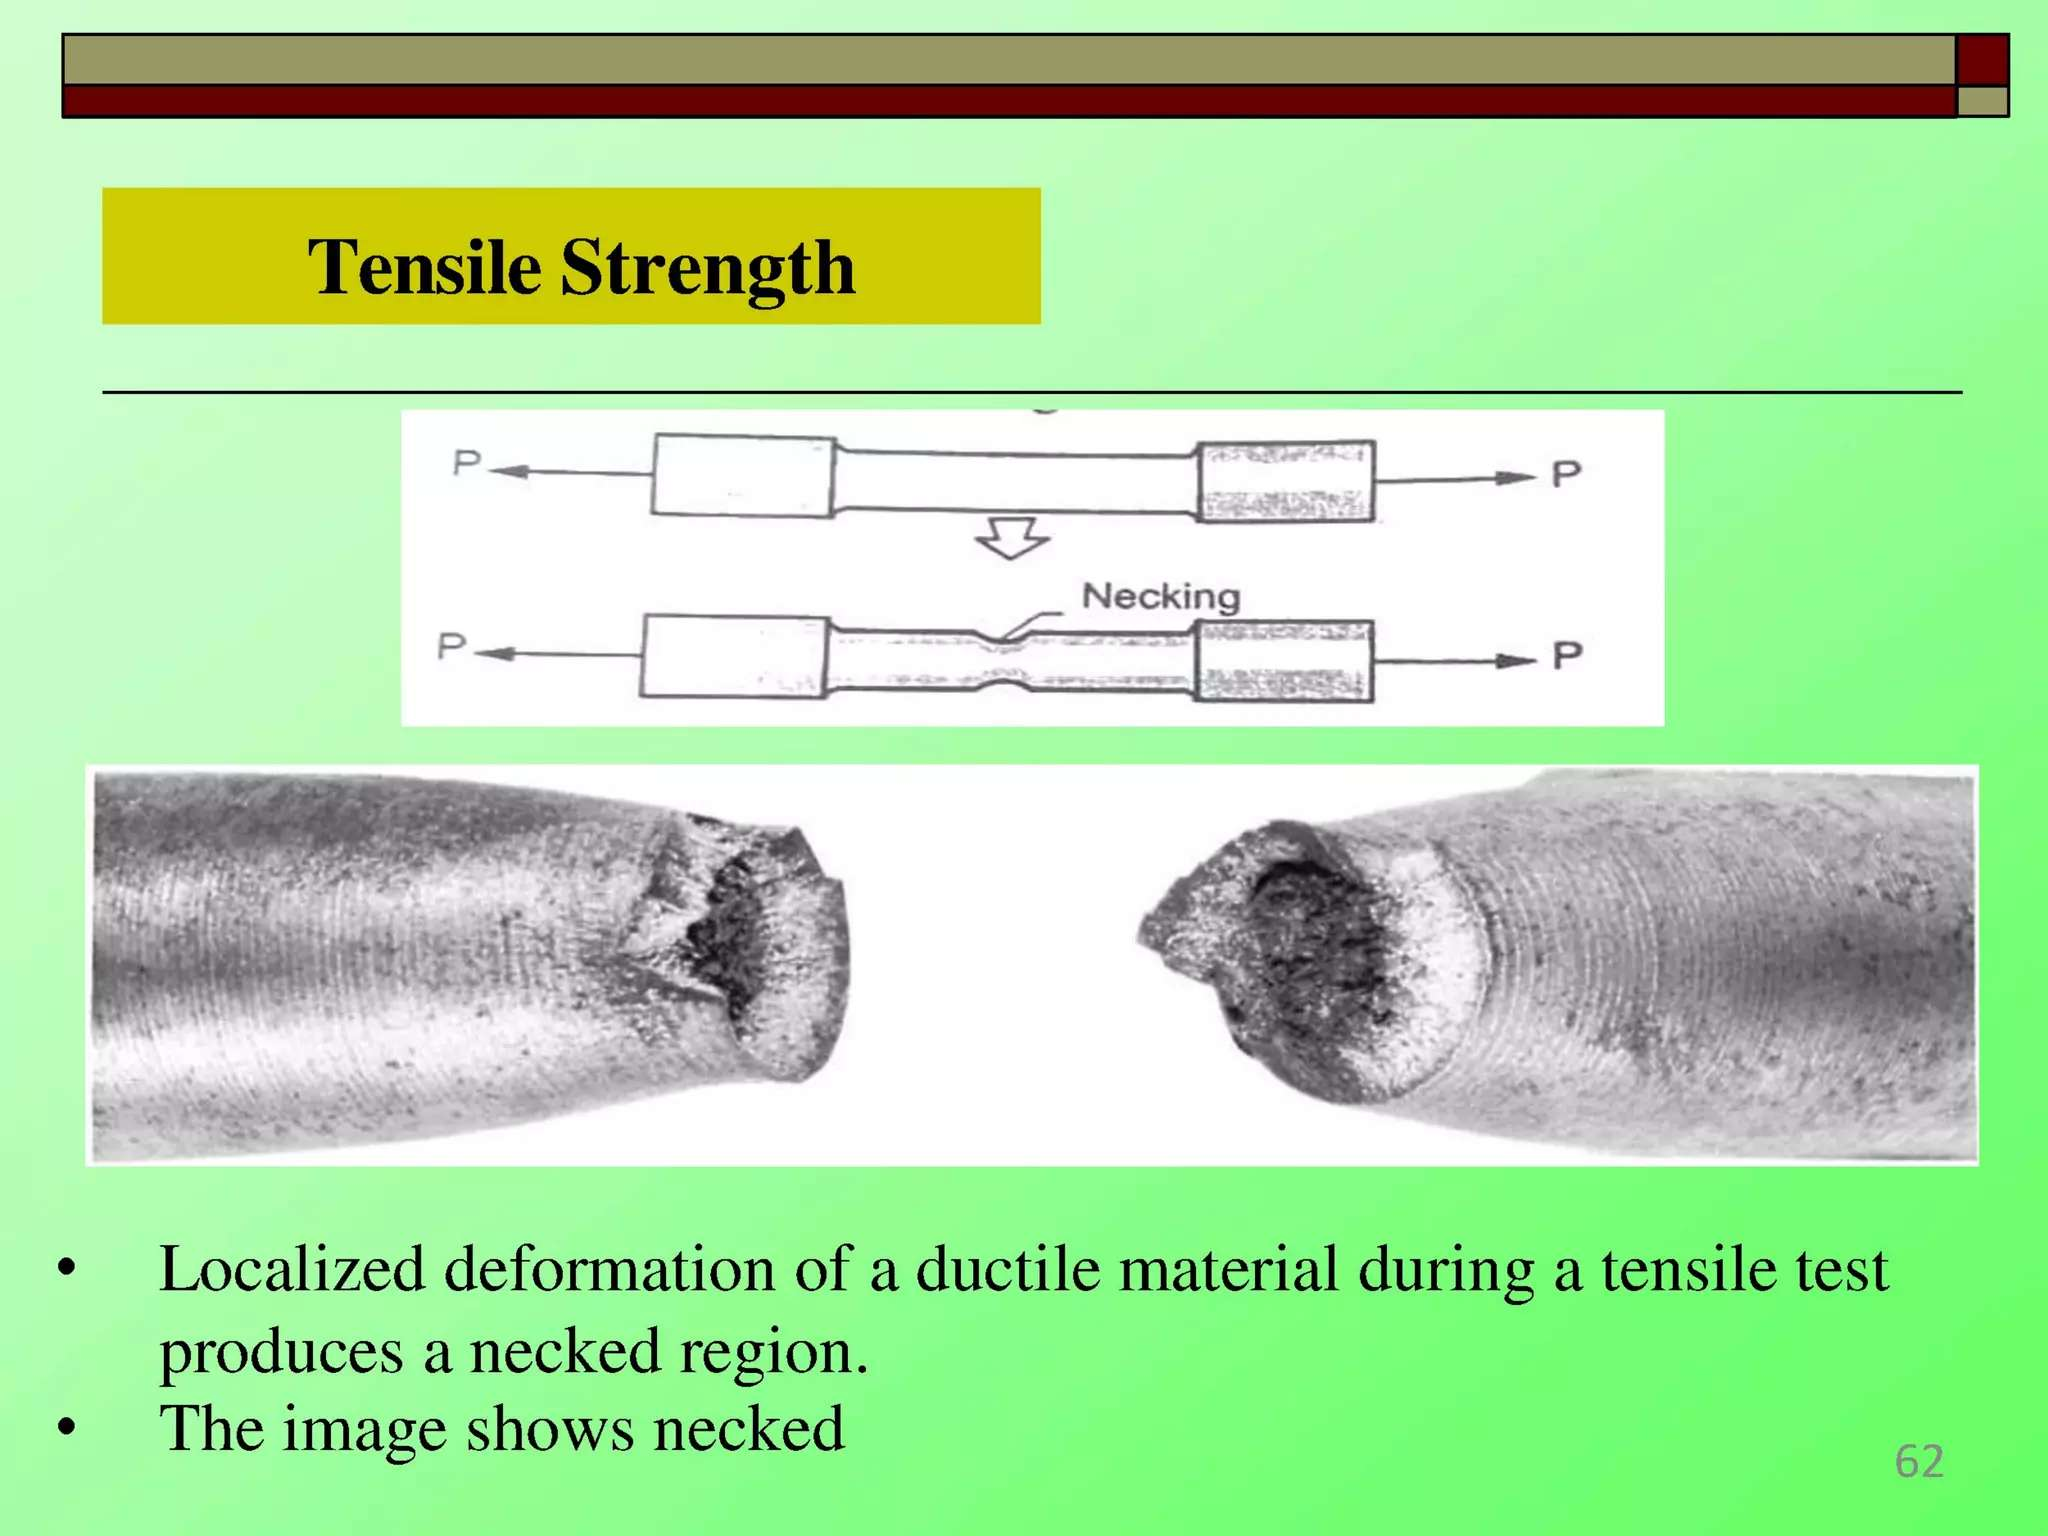 Tensile Strength
P
P
Necking
P
P
• Localized deformation of a ductile material during a tensile test
produces a necked region.
• The image shows necked
62